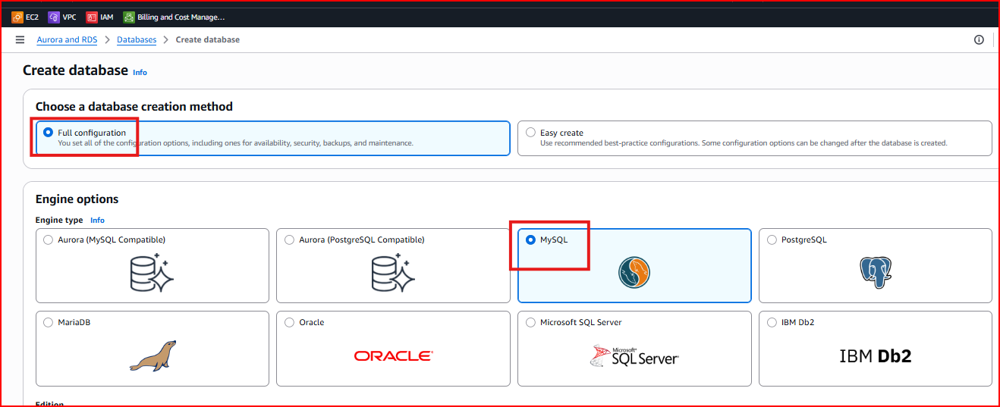 EC2 VPC IAM Billing and Cost Manage...
Aurora and RDS > Databases > Create database
Create database Info
Choose a database creation method
Full configuration
You set all of the configuration options, including ones for availability, security, backups, and maintenance.
Easy create
Use recommended best-practice configurations. Some configuration options can be changed after the database is created.
Engine options
Engine type Info
Aurora (MySQL Compatible)
Aurora (PostgreSQL Compatible)
MySQL
PostgreSQL
MariaDB
Oracle
ORACLE
Microsoft SQL Server
Microsoft
SQL Server
IBM Db2
IBM Db2
Edition